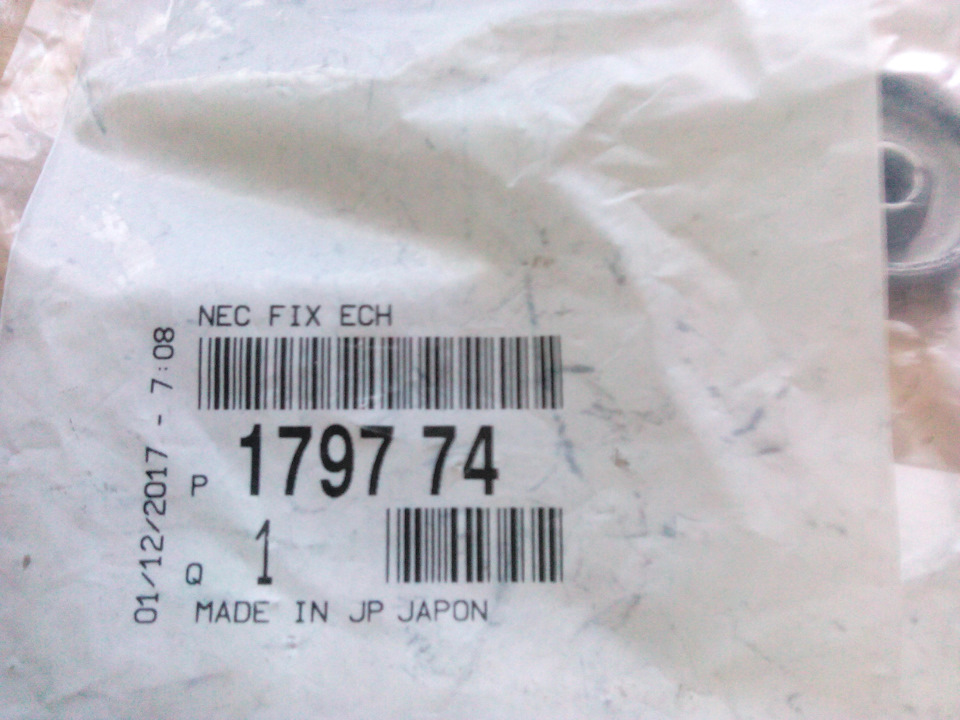 NEC FIX ECH
P 1797 74
Q 1
MADE IN JP JAPON
01/12/2017 - 7:08